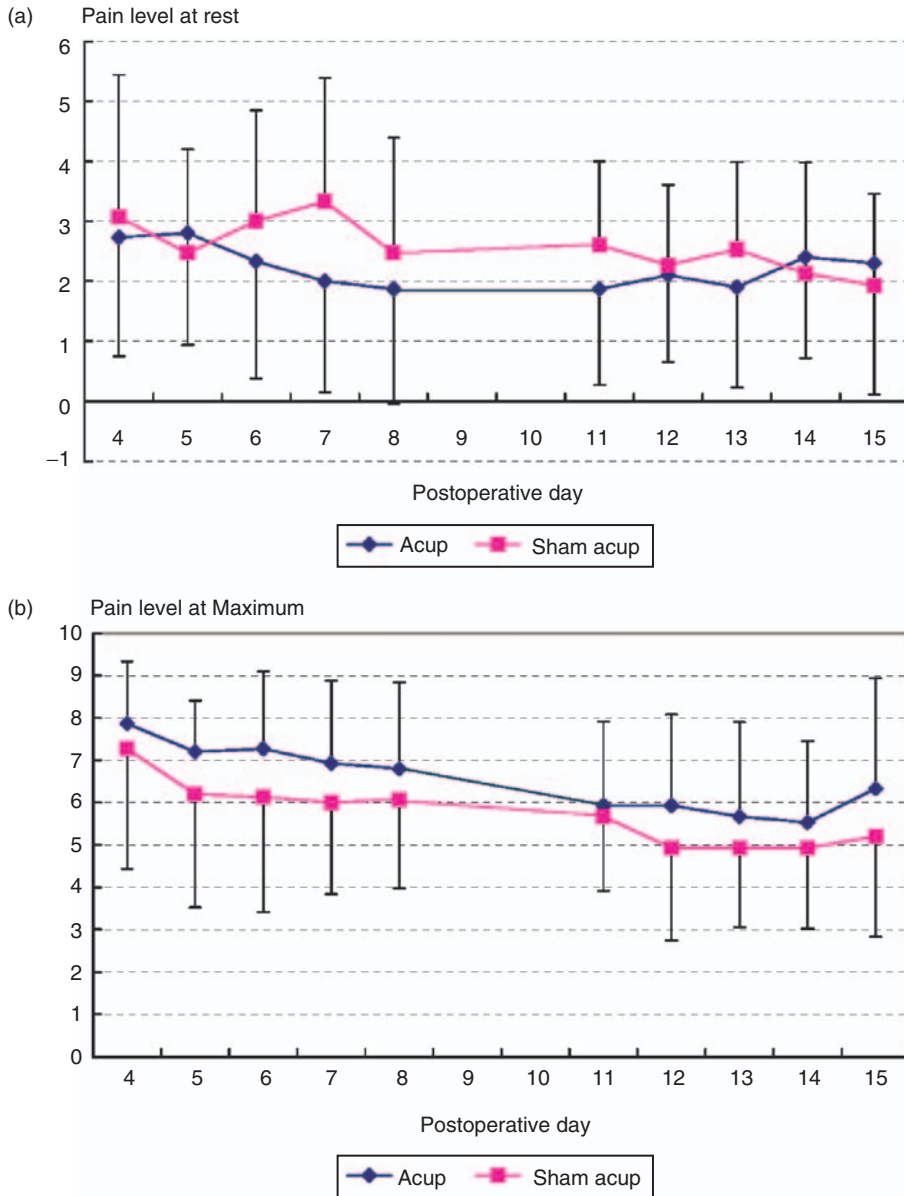 (a) Pain level at rest
6
5
4
3
2
1
0
4 5 6 7 8 9 10 11 12 13 14 15
–1
Postoperative day
Acup Sham acup
(b) Pain level at Maximum
10
9
8
7
6
5
4
3
2
1
0
4 5 6 7 8 9 10 11 12 13 14 15
Postoperative day
Acup Sham acup